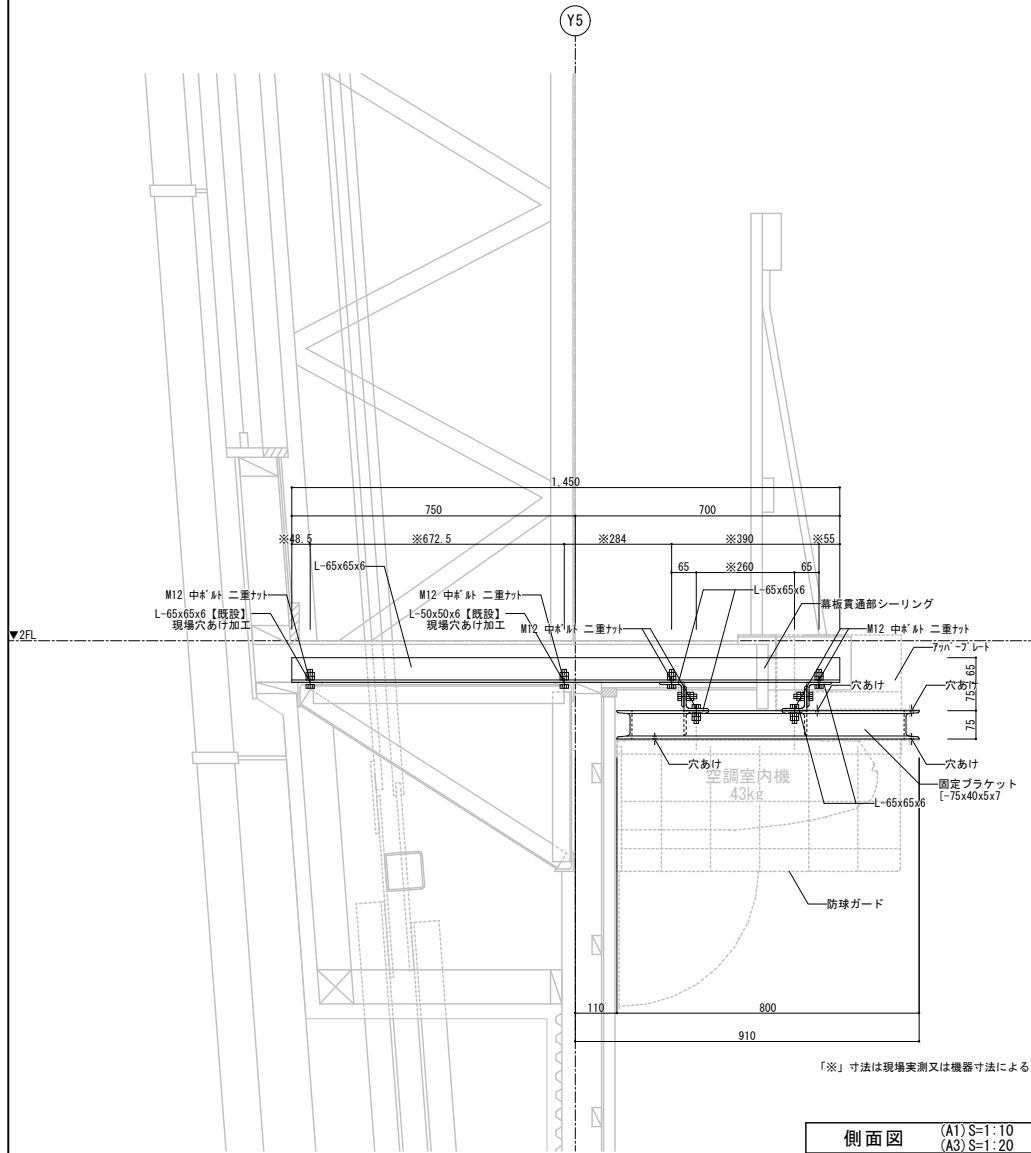 Y5
1,450
750
700
※48.5
※672.5
※284
※390
※55
65
※260
65
L-65x65x6
L-65x65x6
M12 中ボルト 二重ナット
L-65x65x6【既設】
現場穴あけ加工
M12 中ボルト 二重ナット
L-50x50x6【既設】
現場穴あけ加工
M12 中ボルト 二重ナット
幕板貫通部シーリング
M12 中ボルト 二重ナット
▼2FL
アッパープレート
65
75
75
穴あけ
穴あけ
穴あけ
穴あけ
空調室内機
43kg
固定ブラケット
[-75x40x5x7
L-65x65x6
防球ガード
110
800
910
「※」寸法は現場実測又は機器寸法による
側面図
(A1)S=1:10
(A3)S=1:20